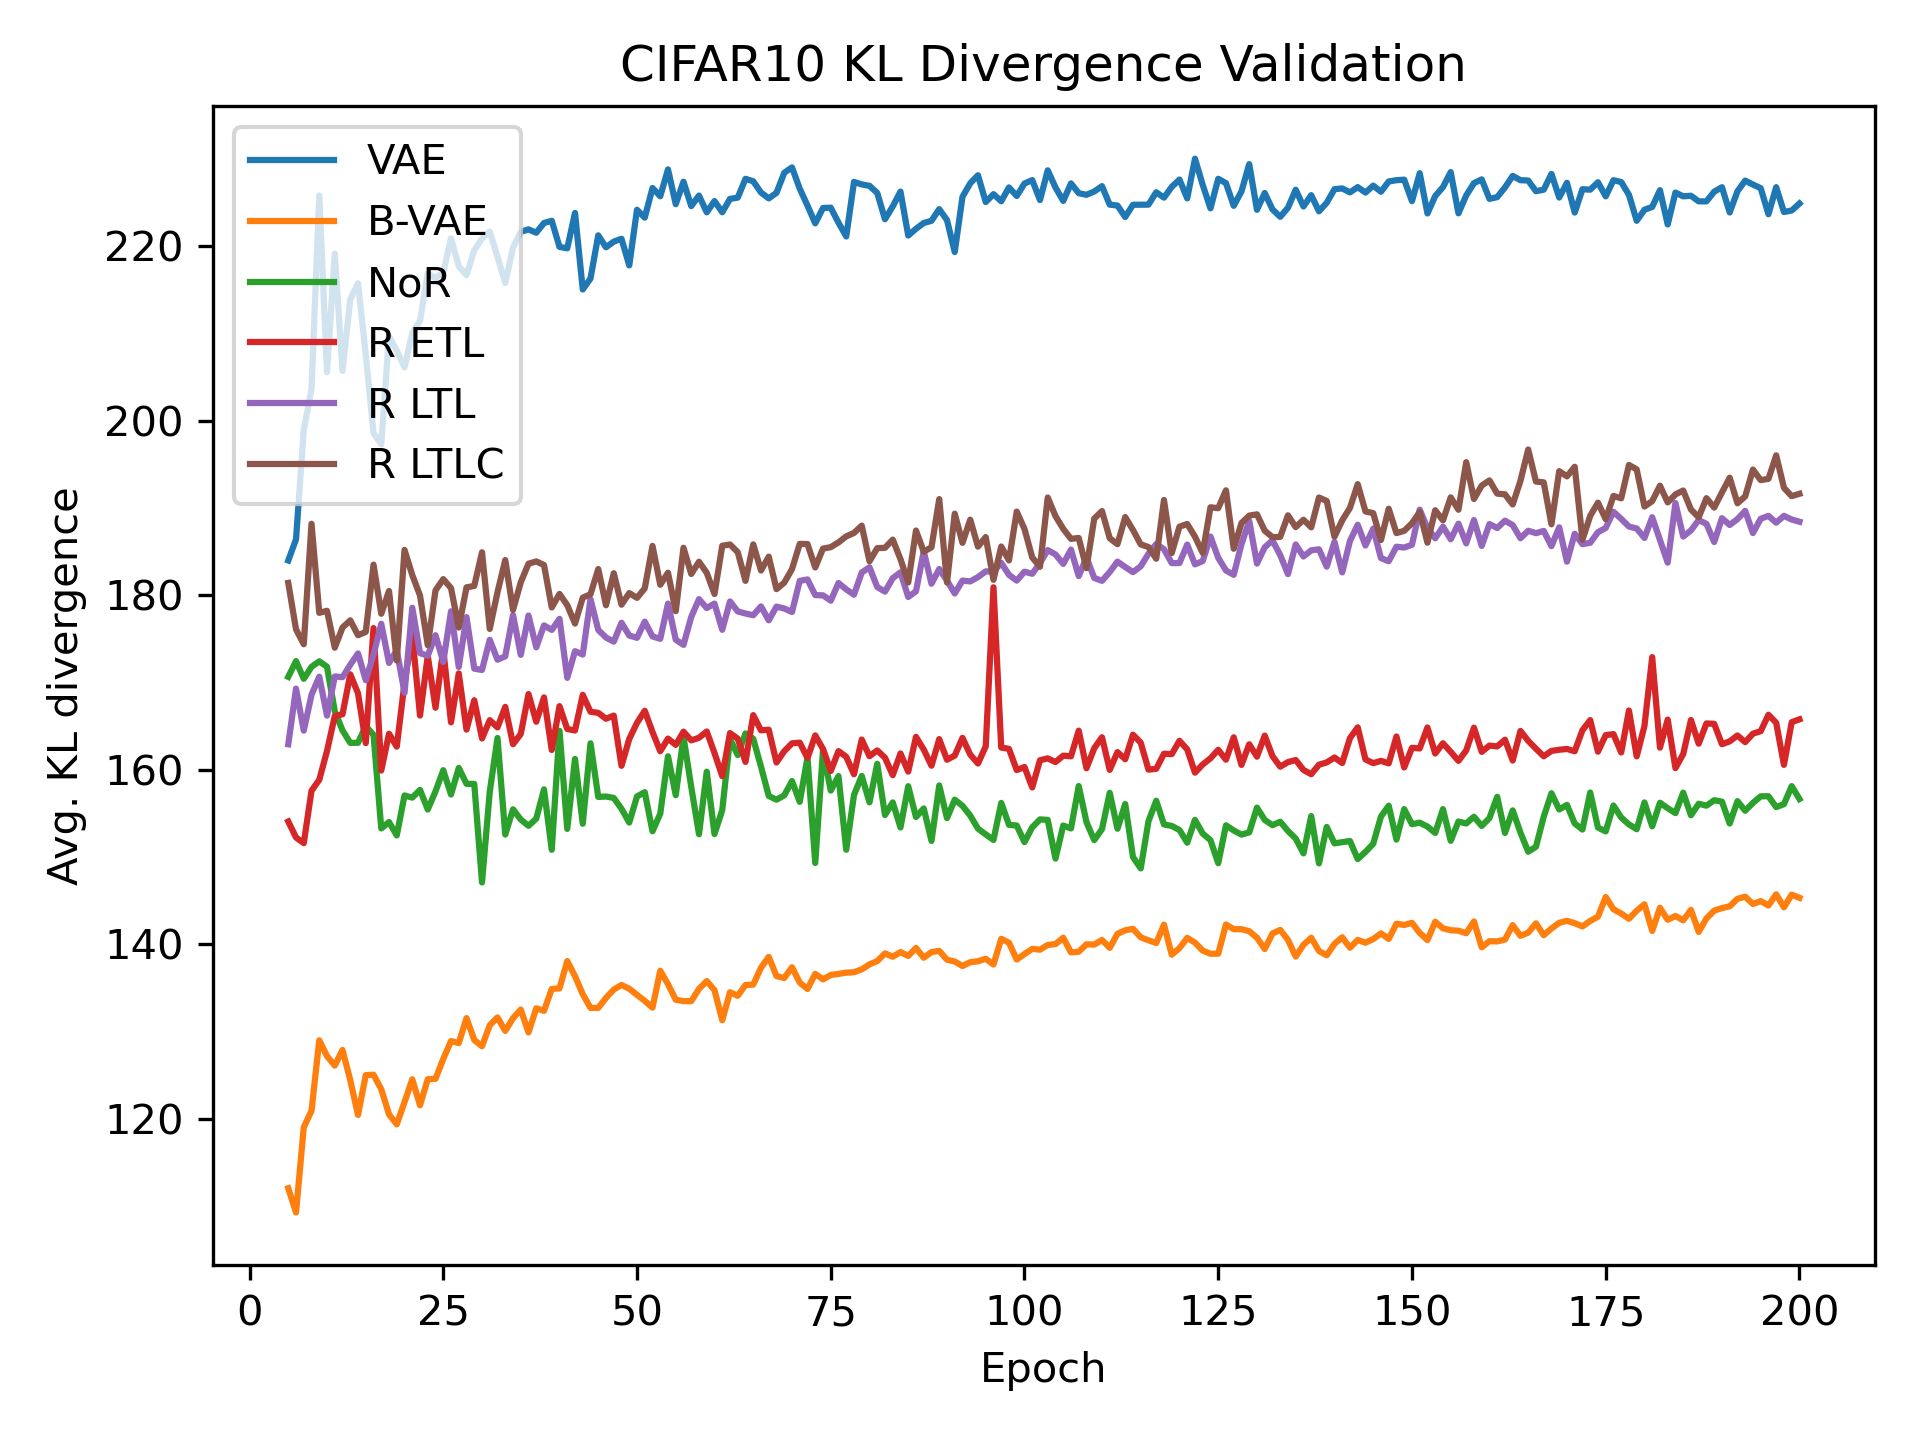 CIFAR10 KL Divergence Validation
VAE
B-VAE
NoR
R ETL
R LTL
R LTLC
220
200
180
160
140
120
Avg. KL divergence
0 25 50 75 100 125 150 175 200
Epoch